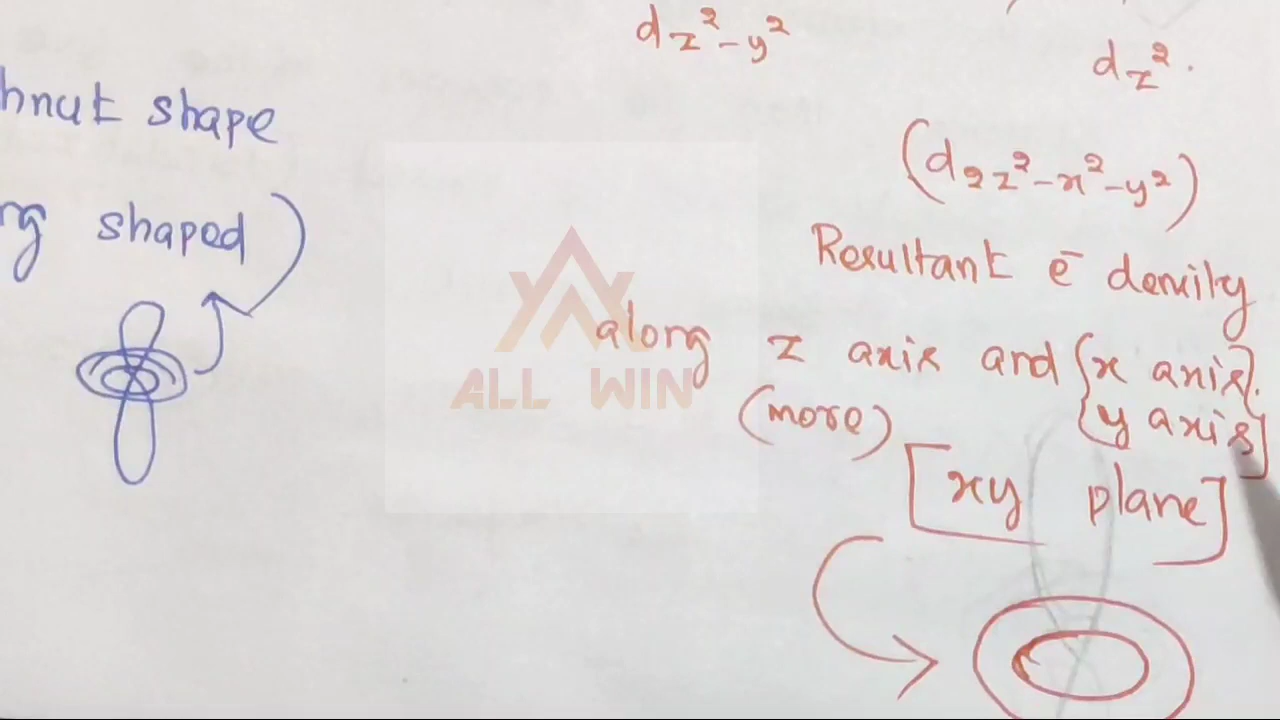 dz²-y²
dz².
hnut shape
(d2z²-x²-y²)
ng shaped
Resultant e⁻ density
along z axis and {x axis}.
(more) {y axis]
[xy plane]
ALL WIN